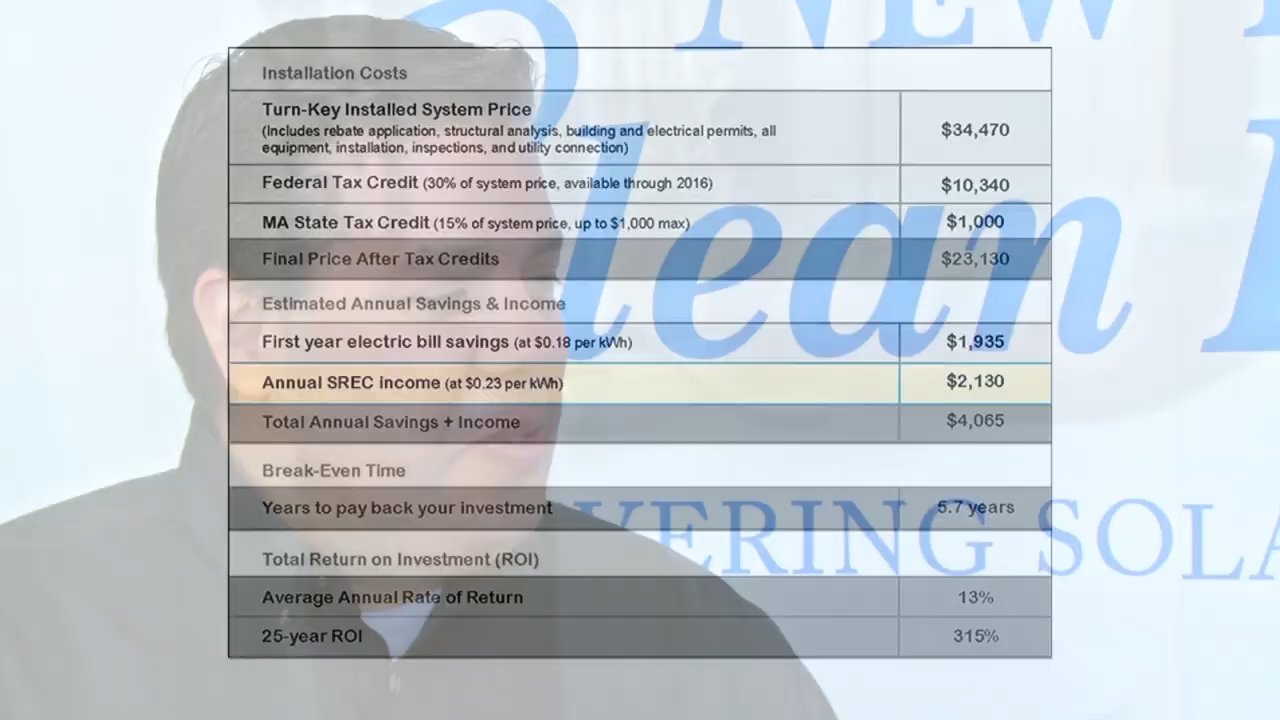 NEW
Clean
VERING SOLA
Installation Costs
Turn-Key Installed System Price
(Includes rebate application, structural analysis, building and electrical permits, all
equipment, installation, inspections, and utility connection)
$34,470
Federal Tax Credit (30% of system price, available through 2016) $10,340
MA State Tax Credit (15% of system price, up to $1,000 max) $1,000
Final Price After Tax Credits $23,130
Estimated Annual Savings & Income
First year electric bill savings (at $0.18 per kWh) $1,935
Annual SREC income (at $0.23 per kWh) $2,130
Total Annual Savings + Income $4,065
Break-Even Time
Years to pay back your investment 5.7 years
Total Return on Investment (ROI)
Average Annual Rate of Return 13%
25-year ROI 315%